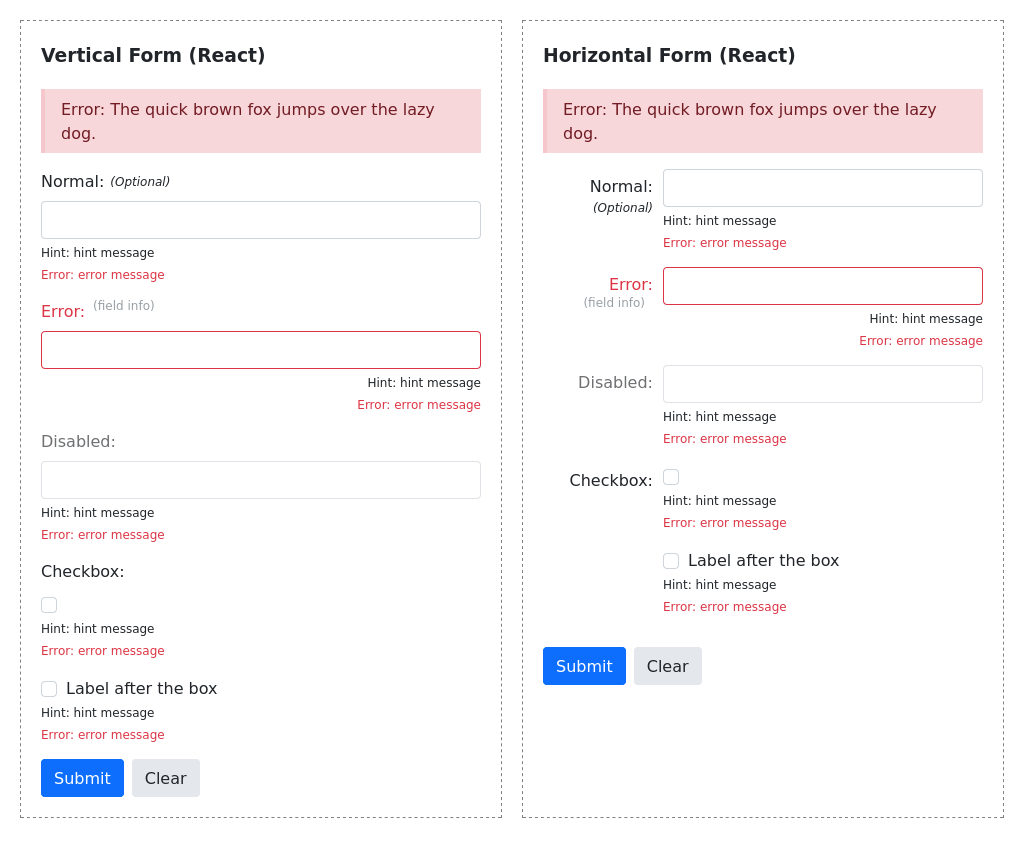 Vertical Form (React)
Error: The quick brown fox jumps over the lazy
dog.
Normal: (Optional)
Hint: hint message
Error: error message
Error: (field info)
Hint: hint message
Error: error message
Disabled:
Hint: hint message
Error: error message
Checkbox:
Hint: hint message
Error: error message
Label after the box
Hint: hint message
Error: error message
Submit Clear
Horizontal Form (React)
Error: The quick brown fox jumps over the lazy
dog.
Normal:
(Optional)
Hint: hint message
Error: error message
Error:
(field info)
Hint: hint message
Error: error message
Disabled:
Hint: hint message
Error: error message
Checkbox:
Hint: hint message
Error: error message
Label after the box
Hint: hint message
Error: error message
Submit Clear